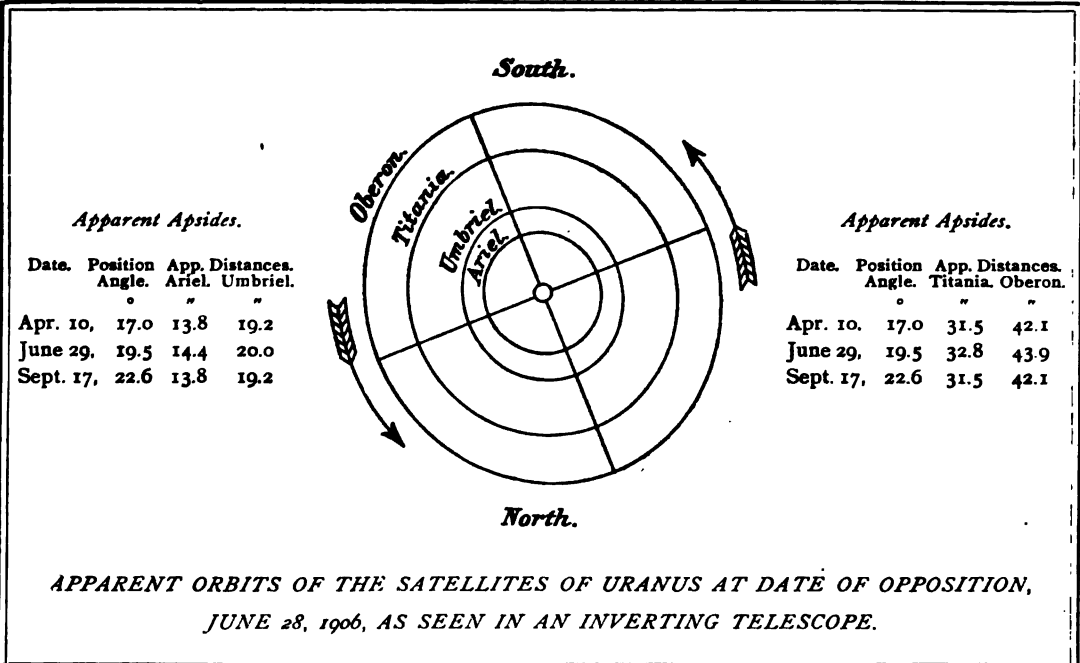 South.
Oberon.
Titania.
Umbriel.
Ariel.
Apparent Apsides.
Date. Position App. Distances.
Angle. Ariel. Umbriel.
° " "
Apr. 10, 17.0 13.8 19.2
June 29, 19.5 14.4 20.0
Sept. 17, 22.6 13.8 19.2
Apparent Apsides.
Date. Position App. Distances.
Angle. Titania. Oberon.
° " "
Apr. 10. 17.0 31.5 42.1
June 29, 19.5 32.8 43.9
Sept. 17, 22.6 31.5 42.1
North.
APPARENT ORBITS OF THE SATELLITES OF URANUS AT DATE OF OPPOSITION,
JUNE 28, 1906, AS SEEN IN AN INVERTING TELESCOPE.